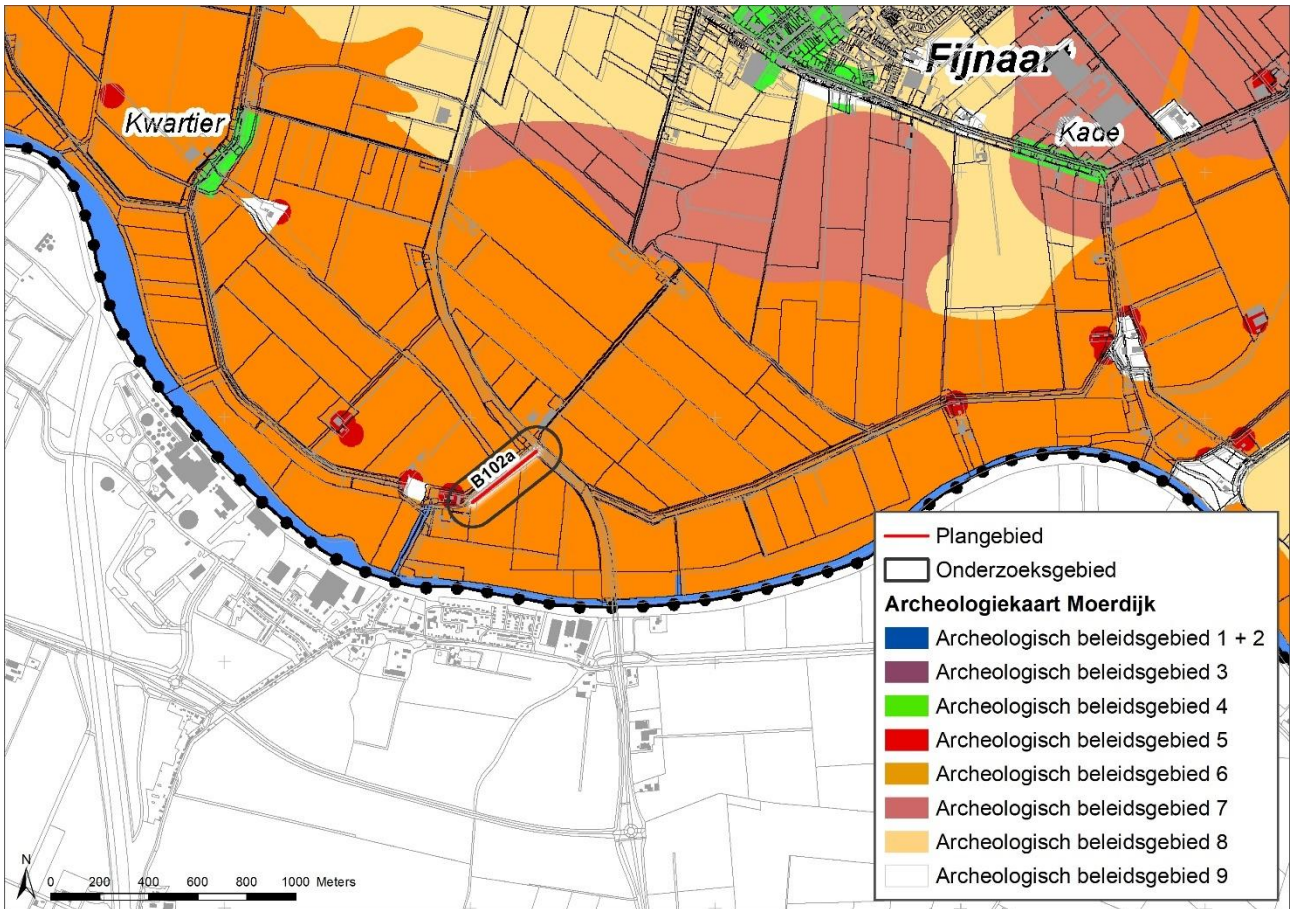 Fijnaart
Kwartier
Kade
B102a
Plangebied
Onderzoeksgebied
Archeologiekaart Moerdijk
Archeologisch beleidsgebied 1 + 2
Archeologisch beleidsgebied 3
Archeologisch beleidsgebied 4
Archeologisch beleidsgebied 5
Archeologisch beleidsgebied 6
Archeologisch beleidsgebied 7
Archeologisch beleidsgebied 8
Archeologisch beleidsgebied 9
N
0 200 400 600 800 1000 Meters